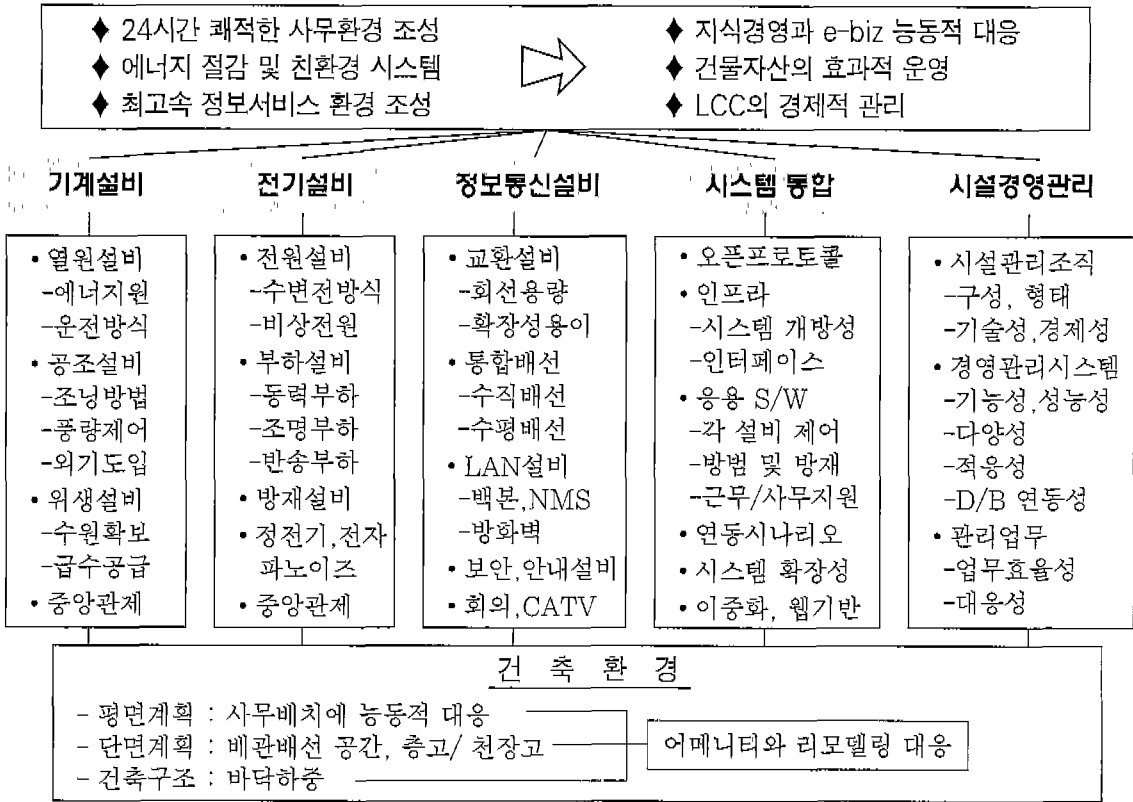 ♦ 24시간 쾌적한 사무환경 조성
♦ 에너지 절감 및 친환경 시스템
♦ 최고속 정보서비스 환경 조성
♦ 지식경영과 e-biz 능동적 대응
♦ 건물자산의 효과적 운영
♦ LCC의 경제적 관리
기계설비
• 열원설비
-에너지원
-운전방식
• 공조설비
-조닝방법
-풍량제어
-외기도입
• 위생설비
-수원확보
-급수공급
• 중앙관제
전기설비
• 전원설비
-수변전방식
-비상전원
• 부하설비
-동력부하
-조명부하
-반송부하
• 방재설비
• 정전기,전자
파노이즈
• 중앙관제
정보통신설비
• 교환설비
-회선용량
-확장성용이
• 통합배선
-수직배선
-수평배선
• LAN설비
-백본,NMS
-방화벽
• 보안,안내설비
• 회의,CATV
시스템 통합
• 오픈프로토콜
• 인프라
-시스템 개방성
-인터페이스
• 응용 S/W
-각 설비 제어
-방범 및 방재
-근무/사무지원
• 연동시나리오
• 시스템 확장성
• 이중화, 웹기반
시설경영관리
• 시설관리조직
-구성, 형태
-기술성,경제성
• 경영관리시스템
-기능성,성능성
-다양성
-적응성
-D/B 연동성
• 관리업무
-업무효율성
-대응성
건 축 환 경
- 평면계획 : 사무배치에 능동적 대응
- 단면계획 : 배관배선 공간, 층고/ 천장고
- 건축구조 : 바닥하중
어메니티와 리모델링 대응